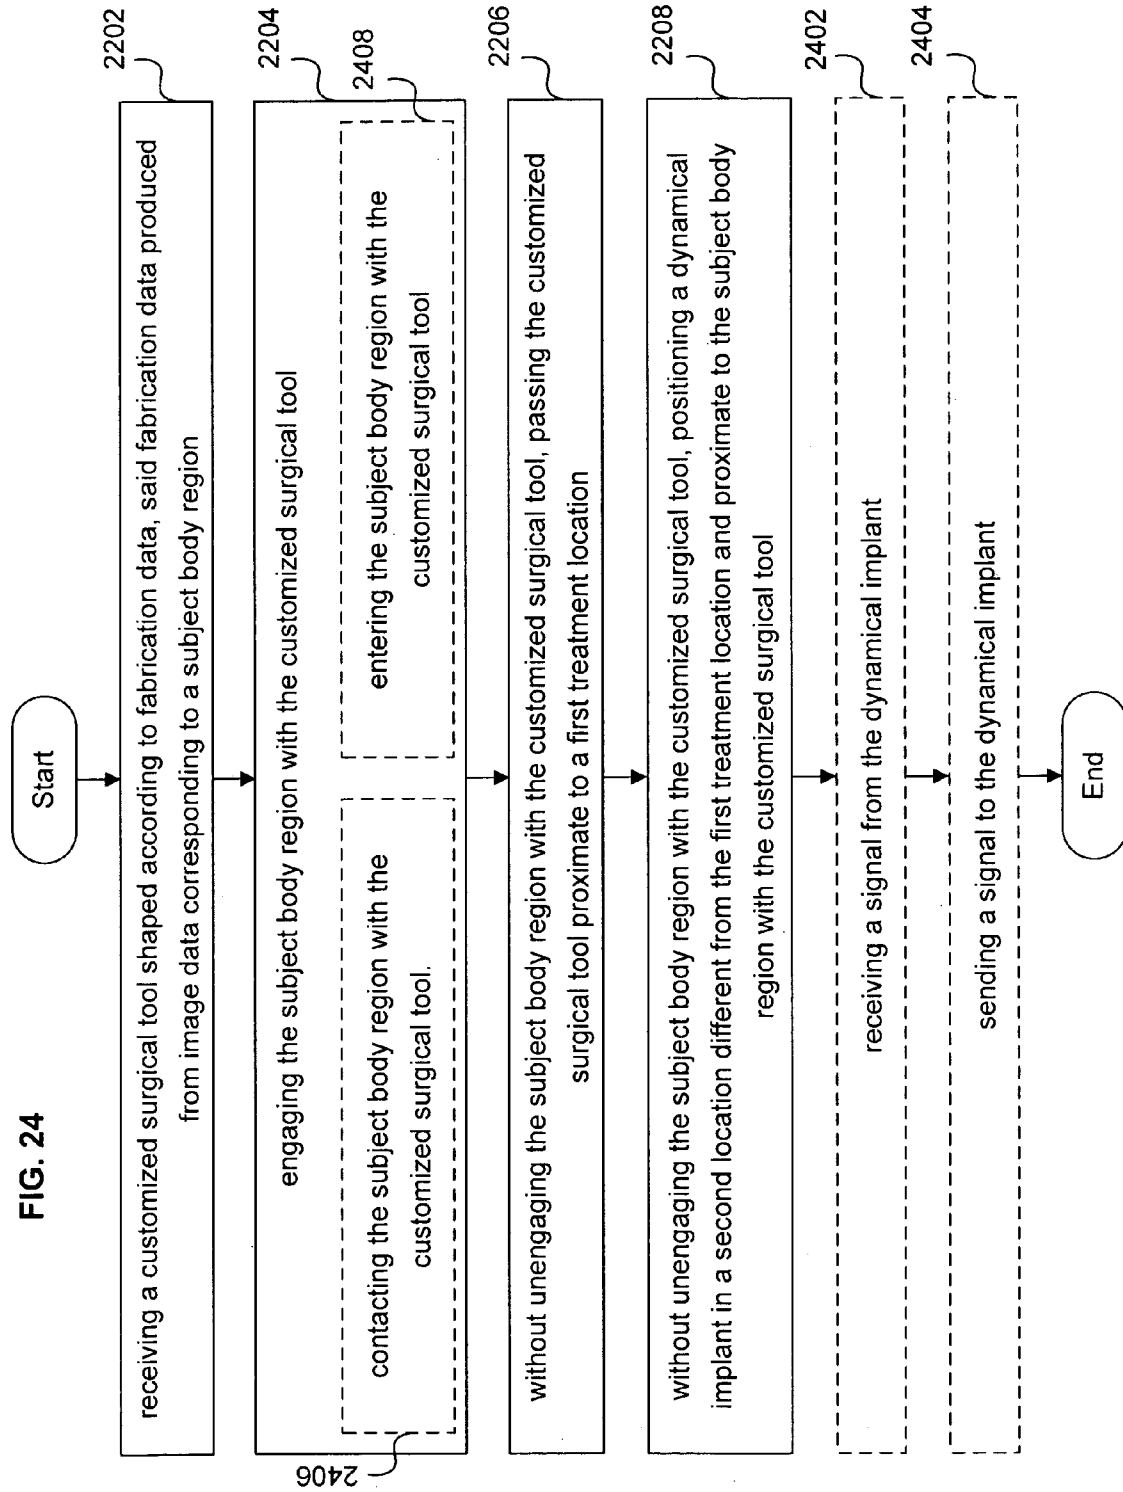 FIG. 24
Start
receiving a customized surgical tool shaped according to fabrication data, said fabrication data produced
from image data corresponding to a subject body region
2202
engaging the subject body region with the customized surgical tool
2204
contacting the subject body region with the
customized surgical tool.
2406
entering the subject body region with the
customized surgical tool
2408
without unengaging the subject body region with the customized surgical tool, passing the customized
surgical tool proximate to a first treatment location
2206
without unengaging the subject body region with the customized surgical tool, positioning a dynamical
implant in a second location different from the first treatment location and proximate to the subject body
region with the customized surgical tool
2208
receiving a signal from the dynamical implant
2402
sending a signal to the dynamical implant
2404
End